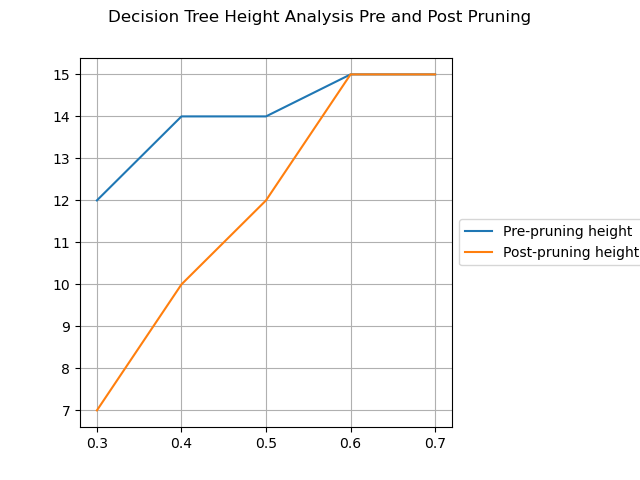 Decision Tree Height Analysis Pre and Post Pruning
15
14
13
12
11
10
9
8
7
0.3 0.4 0.5 0.6 0.7
Pre-pruning height
Post-pruning height